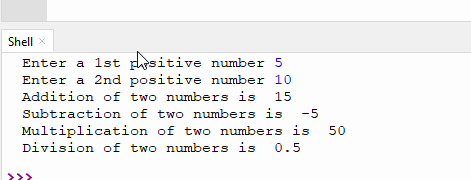 Shell ×
Enter a 1st positive number 5
Enter a 2nd positive number 10
Addition of two numbers is  15
Subtraction of two numbers is  -5
Multiplication of two numbers is  50
Division of two numbers is  0.5
>>>